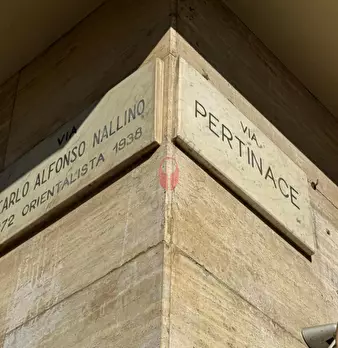 VIA
CARLO ALFONSO NALLINO
72 ORIENTALISTA 1938
VIA
PERTINACE